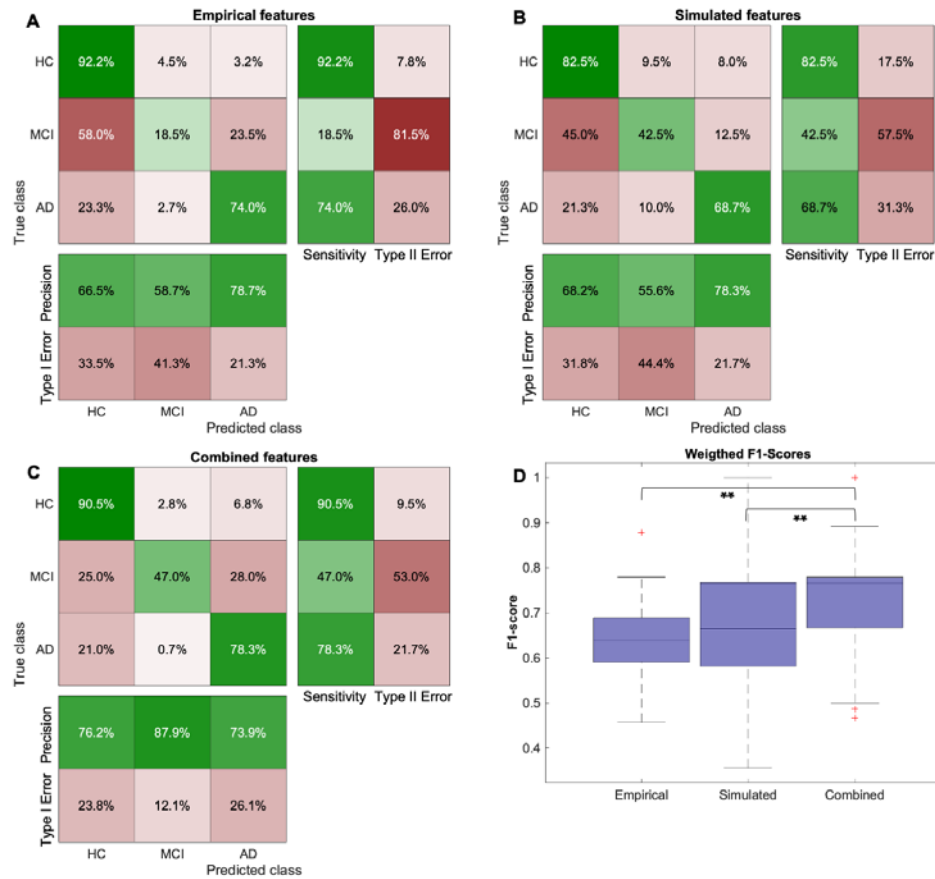 A
Empirical features
HC 92.2% 4.5% 3.2% 92.2% 7.8%
MCI 58.0% 18.5% 23.5% 18.5% 81.5%
AD 23.3% 2.7% 74.0% 74.0% 26.0%
True class
Sensitivity Type II Error
Precision 66.5% 58.7% 78.7%
Type I Error 33.5% 41.3% 21.3%
HC MCI AD
Predicted class
B
Simulated features
HC 82.5% 9.5% 8.0% 82.5% 17.5%
MCI 45.0% 42.5% 12.5% 42.5% 57.5%
AD 21.3% 10.0% 68.7% 68.7% 31.3%
True class
Sensitivity Type II Error
Precision 68.2% 55.6% 78.3%
Type I Error 31.8% 44.4% 21.7%
HC MCI AD
Predicted class
C
Combined features
HC 90.5% 2.8% 6.8% 90.5% 9.5%
MCI 25.0% 47.0% 28.0% 47.0% 53.0%
AD 21.0% 0.7% 78.3% 78.3% 21.7%
True class
Sensitivity Type II Error
Precision 76.2% 87.9% 73.9%
Type I Error 23.8% 12.1% 26.1%
HC MCI AD
Predicted class
D
Weigthed F1-Scores
1
0.9
0.8
0.7
0.6
0.5
0.4
F1-score
**
**
Empirical Simulated Combined